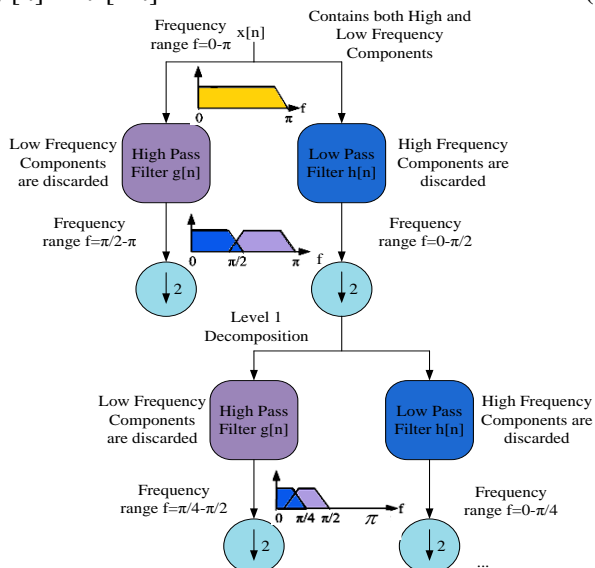 Frequency
range f=0-π
x[n]
Contains both High and
Low Frequency
Components
f
0
π
Low Frequency
Components
are discarded
High Pass
Filter g[n]
Low Pass
Filter h[n]
High Frequency
Components are
discarded
Frequency
range f=π/2-π
0
π/2
π
f
Frequency
range f=0-π/2
2
2
Level 1
Decomposition
Low Frequency
Components
are discarded
High Pass
Filter g[n]
Low Pass
Filter h[n]
High Frequency
Components are
discarded
Frequency
range f=π/4-π/2
0
π/4
π/2
π
f
Frequency
range f=0-π/4
2
2
...